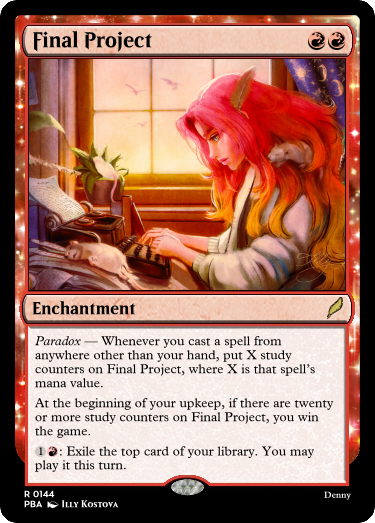 Final Project
Enchantment
Paradox — Whenever you cast a spell from
anywhere other than your hand, put X study
counters on Final Project, where X is that spell's
mana value.
At the beginning of your upkeep, if there are twenty
or more study counters on Final Project, you win
the game.
1: Exile the top card of your library. You may
play it this turn.
R 0144
PBA Illy Kostova
Denny